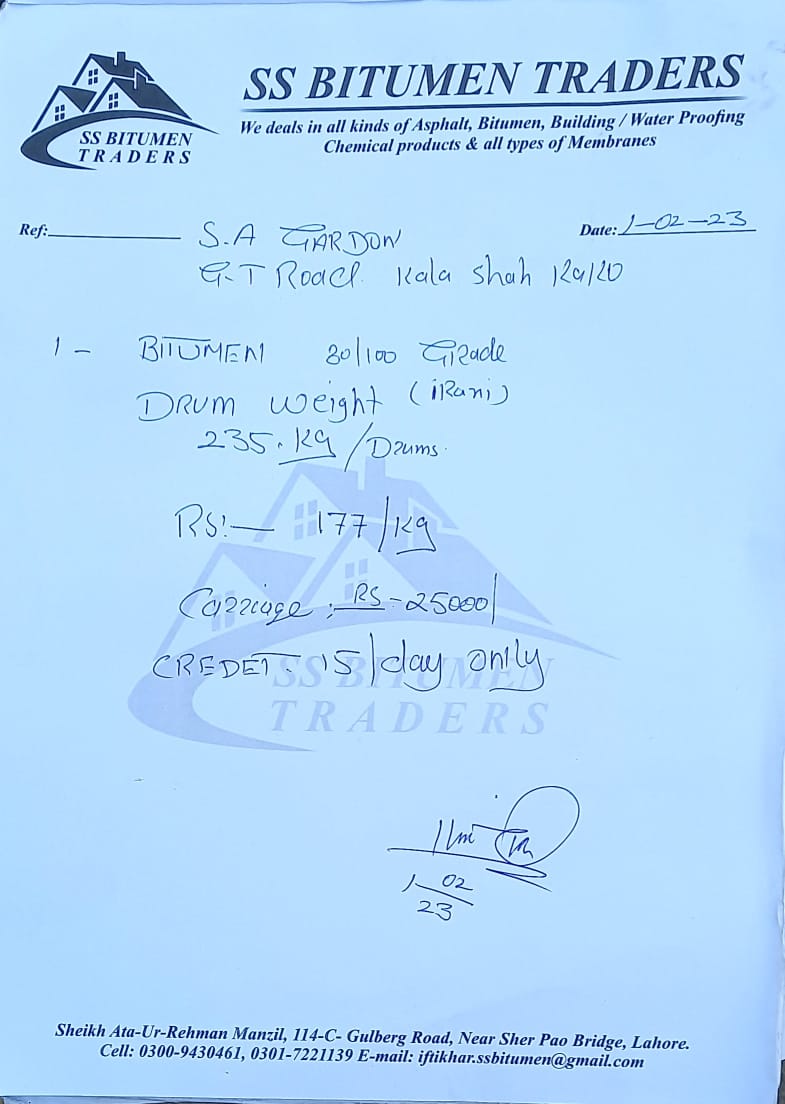 SS BITUMEN
TRADERS
SS BITUMEN TRADERS
We deals in all kinds of Asphalt, Bitumen, Building / Water Proofing
Chemical products & all types of Membranes
Ref: Date: 1-02-23
S.A GARDON
G.T Road. Kala Shah
1 - BITUMEN 80/100 Grade
DRUM Weight (iRani)
235.Kg/Drums.
RS:— 177/Kg
Carriage: RS-25000/
CREDET. 15/day only
SS BITUMEN
TRADERS
1-02
23
Sheikh Ata-Ur-Rehman Manzil, 114-C- Gulberg Road, Near Sher Pao Bridge, Lahore.
Cell: 0300-9430461, 0301-7221139 E-mail: iftikhar.ssbitumen@gmail.com